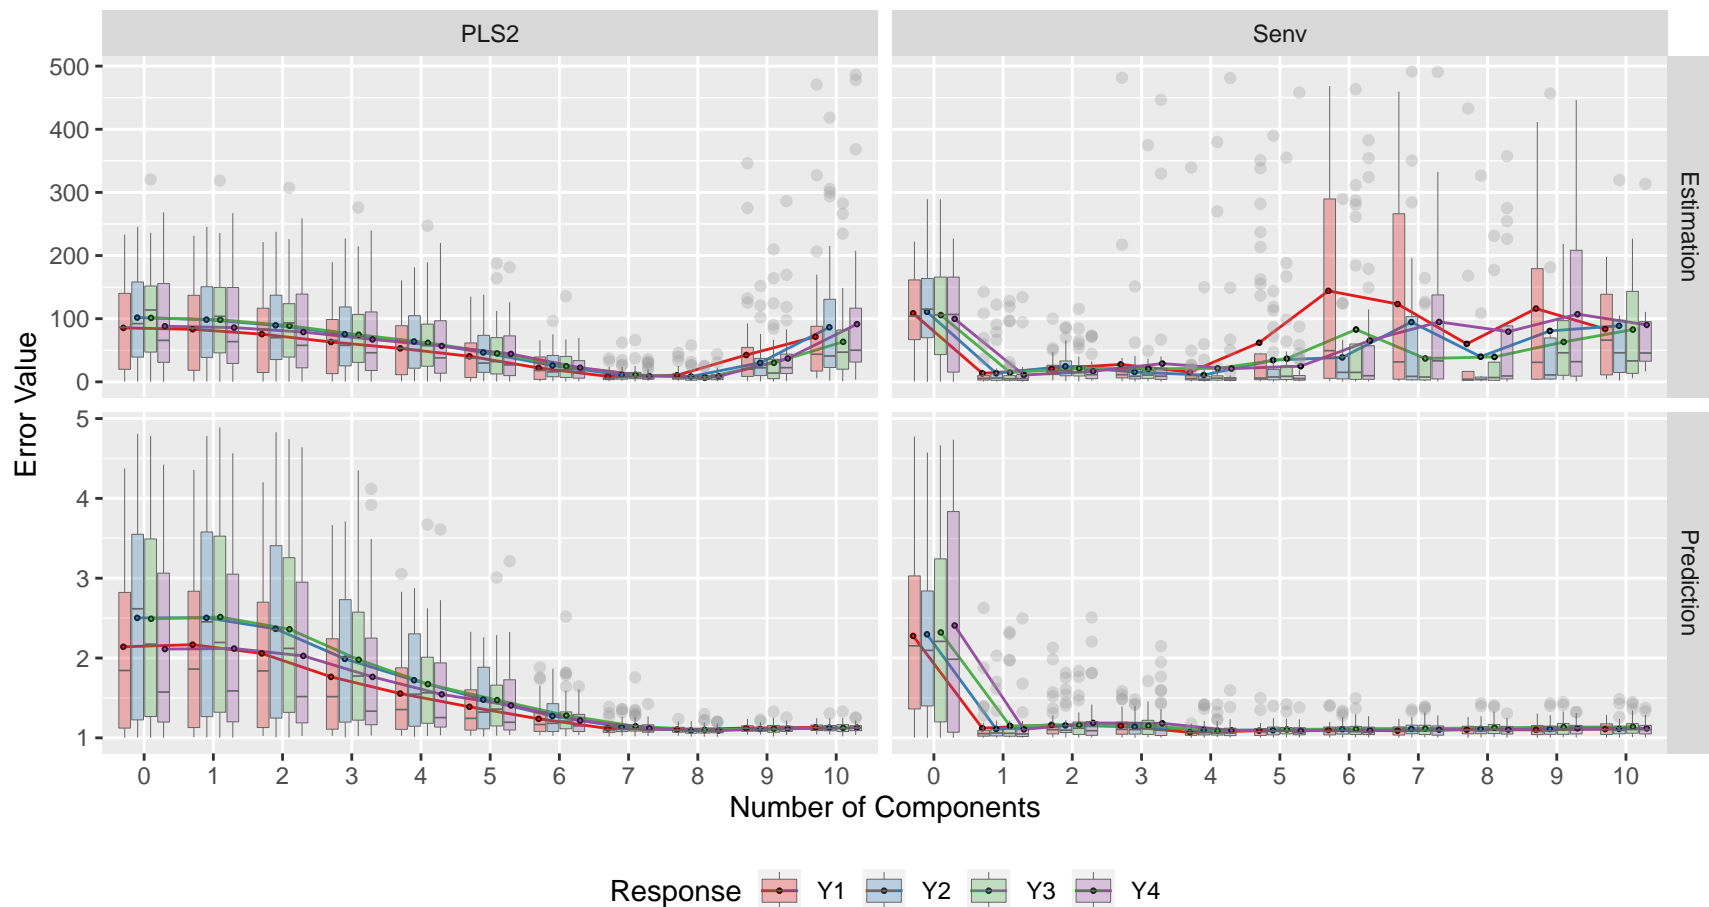 PLS2 Senv
500
400
300
200
100
0
Estimation
Error Value
5
4
3
2
1
Prediction
0 1 2 3 4 5 6 7 8 9 10 0 1 2 3 4 5 6 7 8 9 10
Number of Components
Response Y1 Y2 Y3 Y4